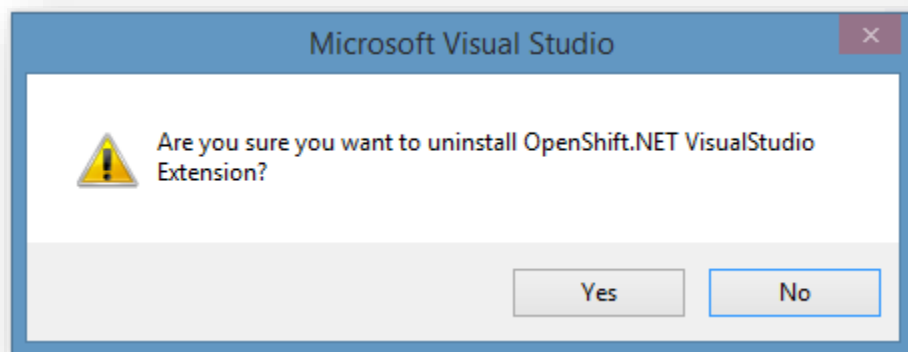 Microsoft Visual Studio
Are you sure you want to uninstall OpenShift.NET VisualStudio
Extension?
Yes
No